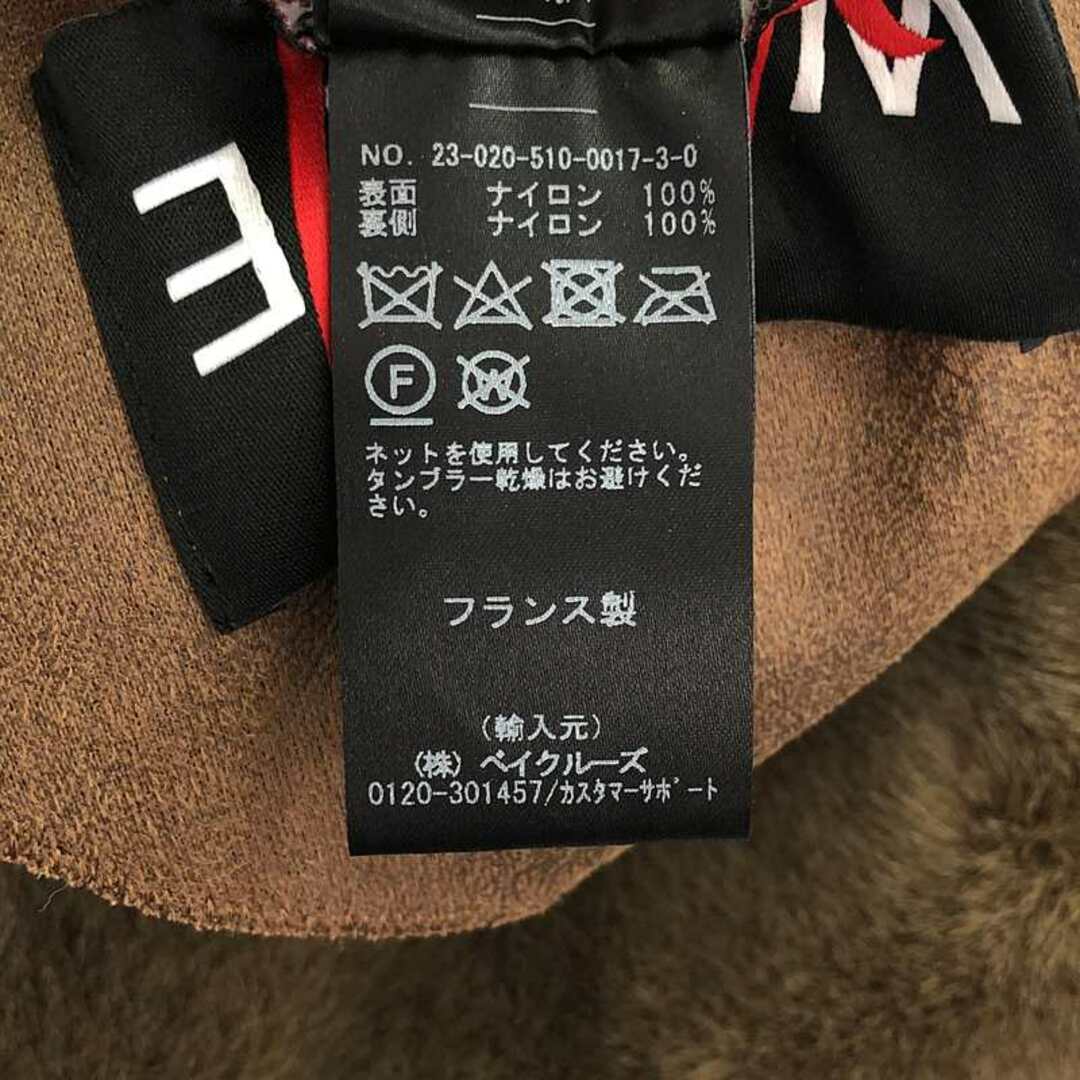 NO. 23-020-510-0017-3-0
表面 ナイロン 100%
裏側 ナイロン 100%
F
W
ネットを使用してください。
タンブラー乾燥はお避けくだ
さい。
フランス製
(輸入元)
(株) ベイクルーズ
0120-301457/カスタマーサポート
E
W